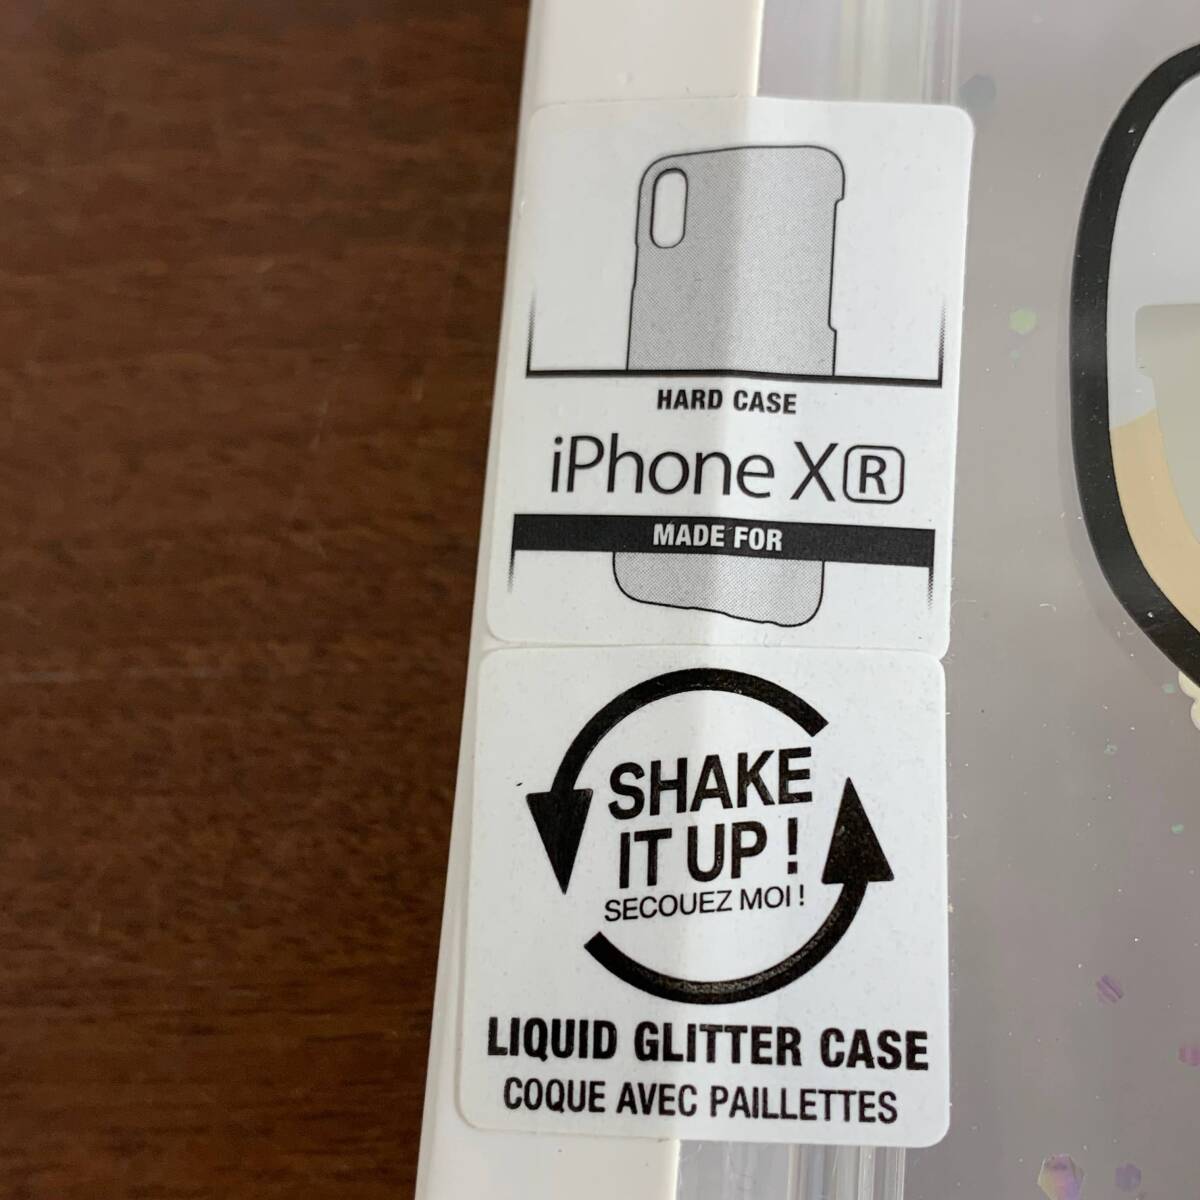 HARD CASE
iPhone XR
MADE FOR
SHAKE
IT UP !
SECOUEZ MOI !
LIQUID GLITTER CASE
COQUE AVEC PAILLETTES